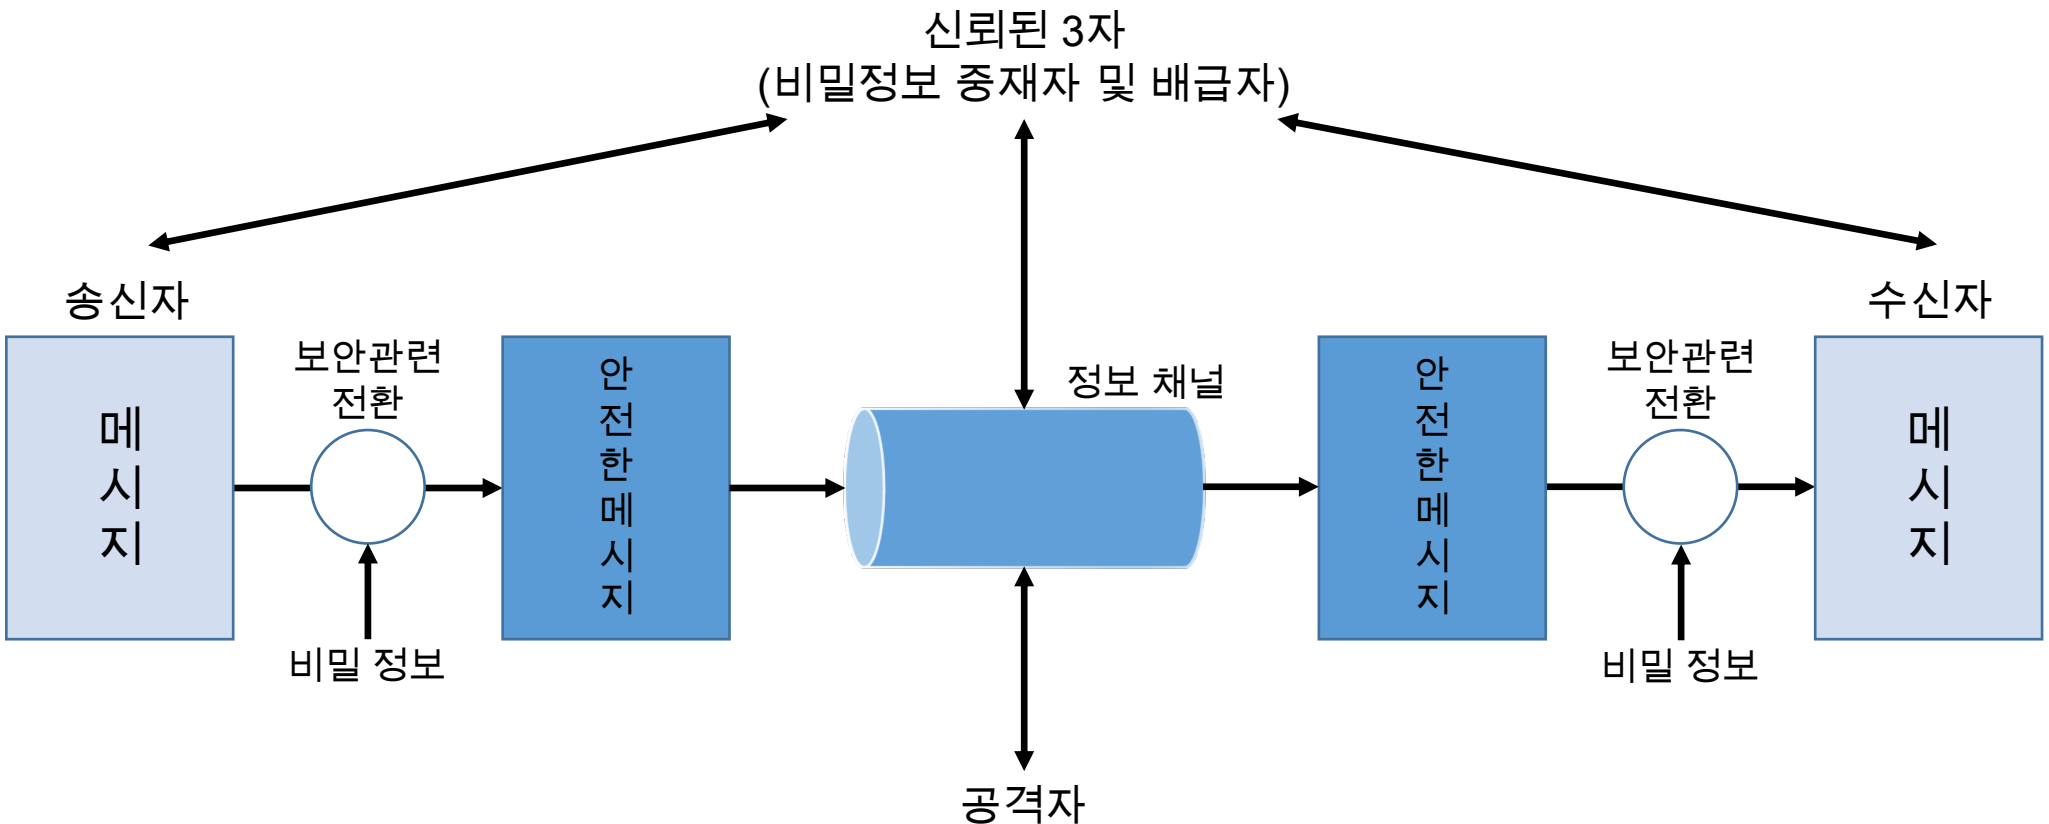 신뢰된 3자
(비밀정보 중재자 및 배급자)
송신자
수신자
보안관련
전환
보안관련
전환
정보 채널
메
시
지
안
전
한
메
시
지
안
전
한
메
시
지
메
시
지
비밀 정보
비밀 정보
공격자